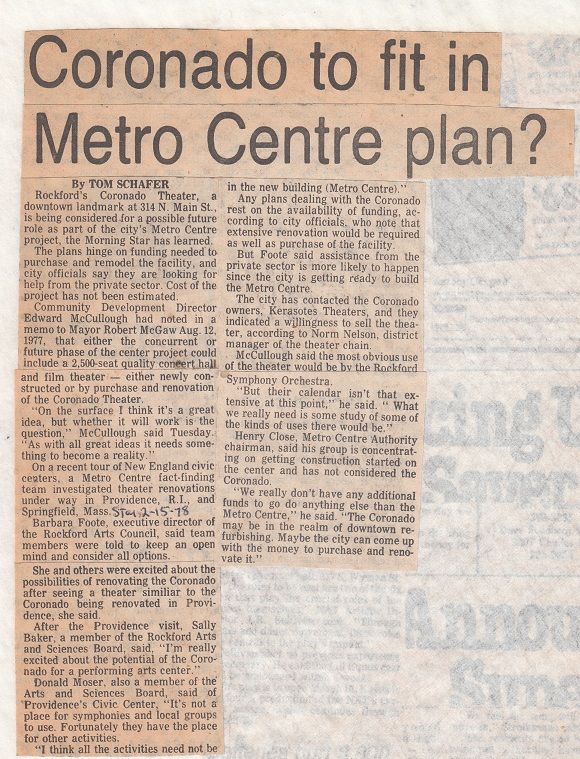 Coronado to fit in
Metro Centre plan?
By TOM SCHAFER
Rockford's Coronado Theater, a
downtown landmark at 314 N. Main St.,
is being considered for a possible future
role as part of the city's Metro Centre
project, the Morning Star has learned.
The plans hinge on funding needed to
purchase and remodel the facility, and
city officials say they are looking for
help from the private sector. Cost of the
project has not been estimated.
Community Development Director
Edward McCullough had noted in a
memo to Mayor Robert McGaw Aug. 12,
1977, that either the concurrent or
future phase of the center project could
include a 2,500-seat quality concert hall
and film theater — either newly con-
structed or by purchase and renovation
of the Coronado Theater.
"On the surface I think it's a great
idea, but whether it will work is the
question," McCullough said Tuesday.
"As with all great ideas it needs some-
thing to become a reality."
On a recent tour of New England civic
centers, a Metro Centre fact-finding
team investigated theater renovations
under way in Providence, R.I., and
Springfield, Mass. Star 2-15-78
Barbara Foote, executive director of
the Rockford Arts Council, said team
members were told to keep an open
mind and consider all options.
She and others were excited about the
possibilities of renovating the Coronado
after seeing a theater similiar to the
Coronado being renovated in Provi-
dence, she said.
After the Providence visit, Sally
Baker, a member of the Rockford Arts
and Sciences Board, said, "I'm really
excited about the potential of the Coro-
nado for a performing arts center."
Donald Moser, also a member of the
Arts and Sciences Board, said of
Providence's Civic Center, "It's not a
place for symphonies and local groups
to use. Fortunately they have the place
for other activities.
"I think all the activities need not be
in the new building (Metro Centre)."
Any plans dealing with the Coronado
rest on the availability of funding, ac-
cording to city officials, who note that
extensive renovation would be required
as well as purchase of the facility.
But Foote said assistance from the
private sector is more likely to happen
since the city is getting ready to build
the Metro Centre.
The city has contacted the Coronado
owners, Kerasotes Theaters, and they
indicated a willingness to sell the thea-
ter, according to Norm Nelson, district
manager of the theater chain.
McCullough said the most obvious use
of the theater would be by the Rockford
Symphony Orchestra.
"But their calendar isn't that ex-
tensive at this point," he said. " What
we really need is some study of some of
the kinds of uses there would be."
Henry Close, Metro Centre Authority
chairman, said his group is concentrat-
ing on getting construction started on
the center and has not considered the
Coronado.
"We really don't have any additional
funds to go do anything else than the
Metro Centre," he said. "The Coronado
may be in the realm of downtown re-
furbishing. Maybe the city can come up
with the money to purchase and reno-
vate it."